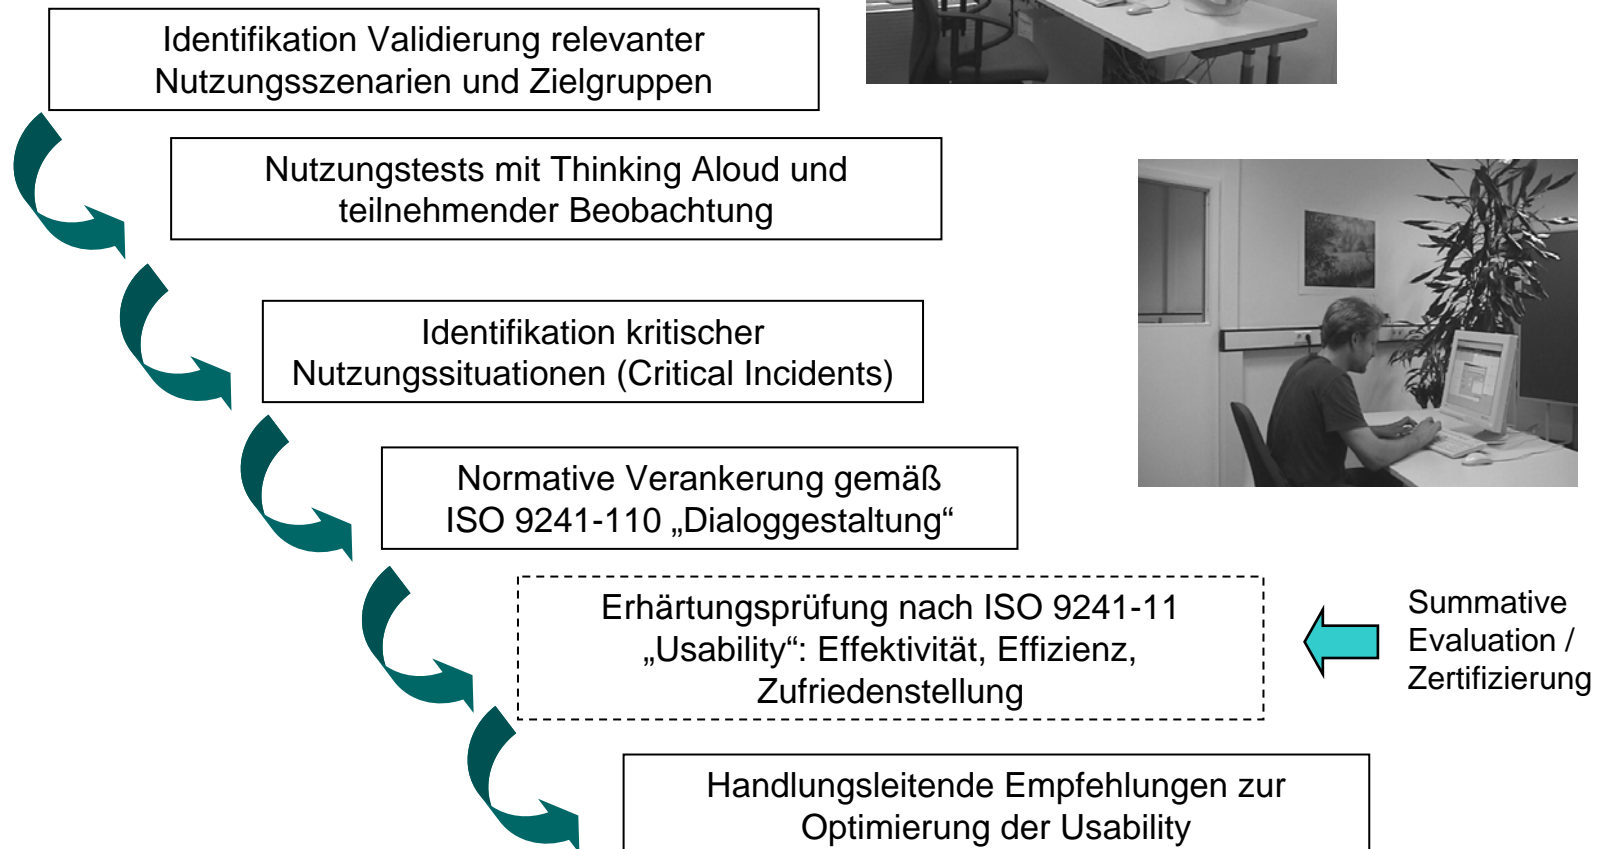 Identifikation Validierung relevanter
Nutzungsszenarien und Zielgruppen
Nutzungstests mit Thinking Aloud und
teilnehmender Beobachtung
Identifikation kritischer
Nutzungssituationen (Critical Incidents)
Normative Verankerung gemäß
ISO 9241-110 „Dialoggestaltung“
Erhärtungsprüfung nach ISO 9241-11
„Usability“: Effektivität, Effizienz,
Zufriedenstellung
Summative
Evaluation /
Zertifizierung
Handlungsleitende Empfehlungen zur
Optimierung der Usability